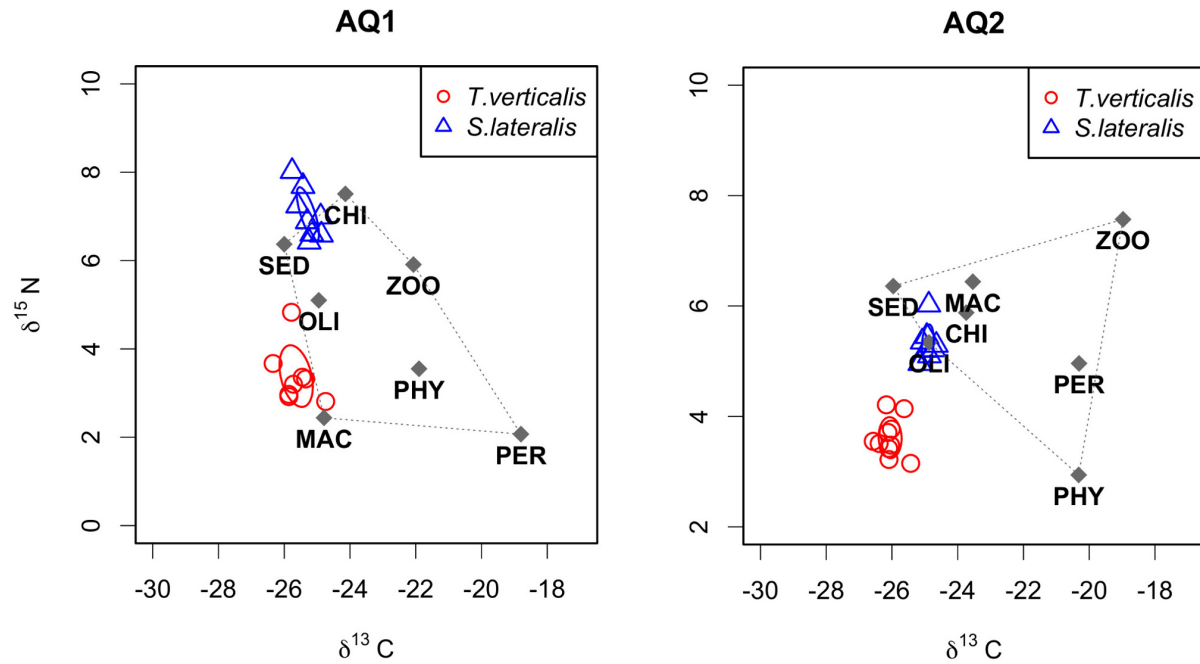 AQ1
T.verticalis
S.lateralis
10
8
6
4
2
0
δ15 N
CHI
SED
ZOO
OLI
PHY
MAC
PER
-30 -28 -26 -24 -22 -20 -18
δ13 C
AQ2
T.verticalis
S.lateralis
10
8
6
4
2
ZOO
SED
MAC
CHI
OLI
PER
PHY
-30 -28 -26 -24 -22 -20 -18
δ13 C